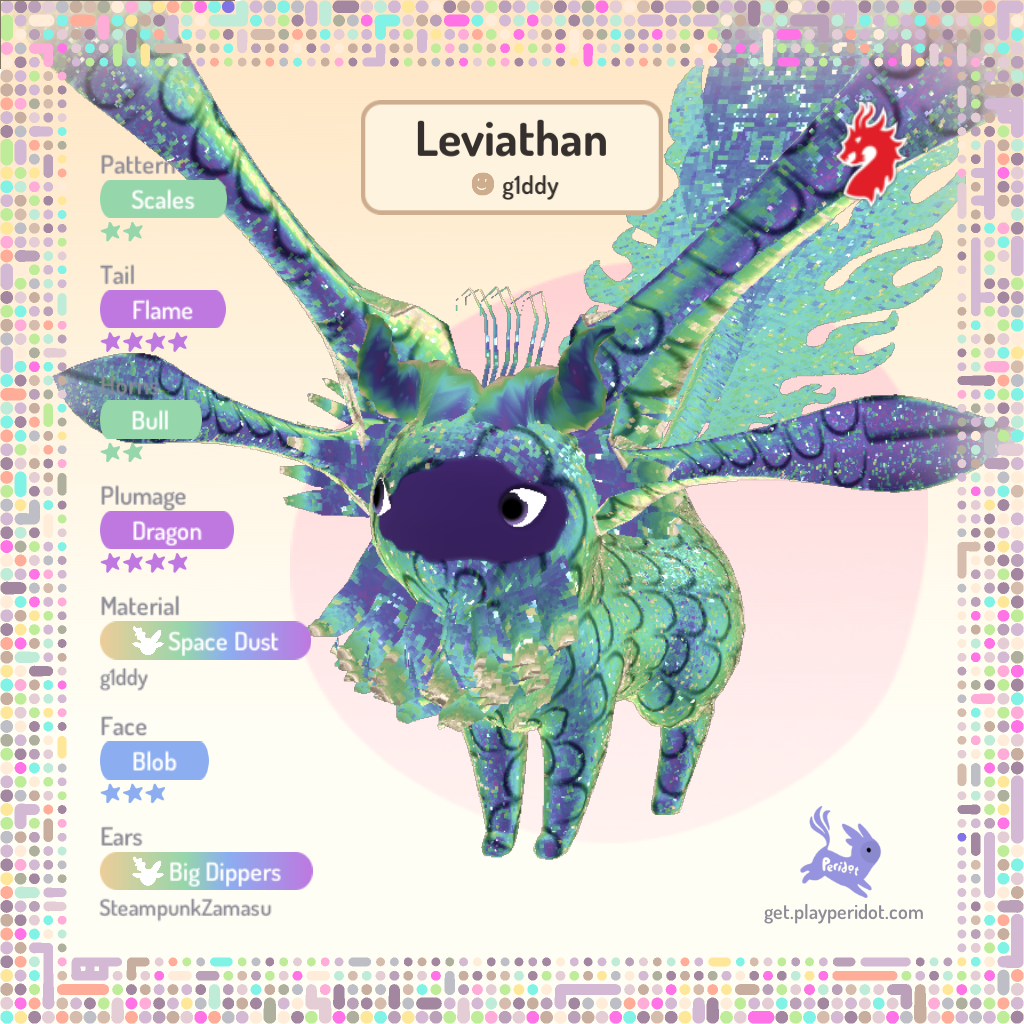 Leviathan
g1ddy
Pattern
Scales
Tail
Flame
Horns
Bull
Plumage
Dragon
Material
Space Dust
g1ddy
Face
Blob
Ears
Big Dippers
SteampunkZamasu
Peridot
get.playperidot.com